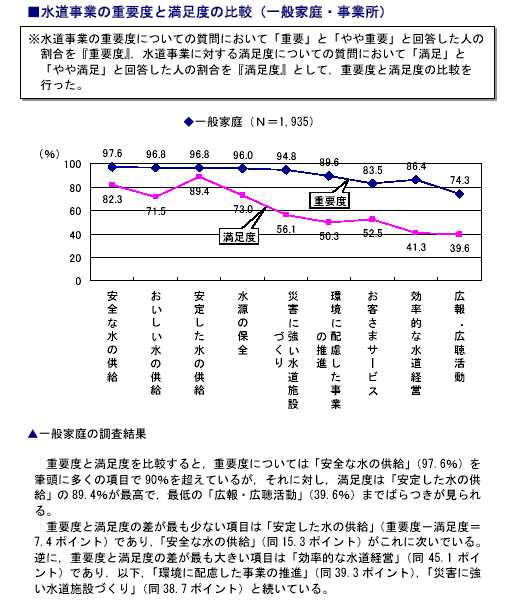 ■水道事業の重要度と満足度の比較（一般家庭・事業所）
※水道事業の重要度についての質問において「重要」と「やや重要」と回答した人の
割合を『重要度』，水道事業に対する満足度についての質問において「満足」と
「やや満足」と回答した人の割合を『満足度』として，重要度と満足度の比較を
行った。
◆一般家庭（Ｎ＝1,935）
（％）
97.6 96.8 96.8 96.0 94.8 89.6 83.5 86.4 74.3
82.3 71.5 89.4 73.0 56.1 50.3 52.5 41.3 39.6
重要度
満足度
100
80
60
40
20
0
安全な水の供給
おいしい水の供給
安定した水の供給
水源の保全
災害に強い水道施設
づくり
環境に配慮した事業
の推進
お客さまサービス
効率的な水道経営
広報・広聴活動
▲一般家庭の調査結果
重要度と満足度を比較すると，重要度については「安全な水の供給」（97.6％）を
筆頭に多くの項目で90％を超えているが，それに対し，満足度は「安定した水の供
給」の89.4％が最高で，最低の「広報・広聴活動」（39.6％）までばらつきが見られ
る。
重要度と満足度の差が最も少ない項目は「安定した水の供給」（重要度－満足度＝
7.4ポイント）であり，「安全な水の供給」（同15.3ポイント）がこれに次いでいる。
逆に，重要度と満足度の差が最も大きい項目は「効率的な水道経営」（同45.1ポイ
ント）であり，以下，「環境に配慮した事業の推進」（同39.3ポイント），「災害に強
い水道施設づくり」（同38.7ポイント）と続いている。